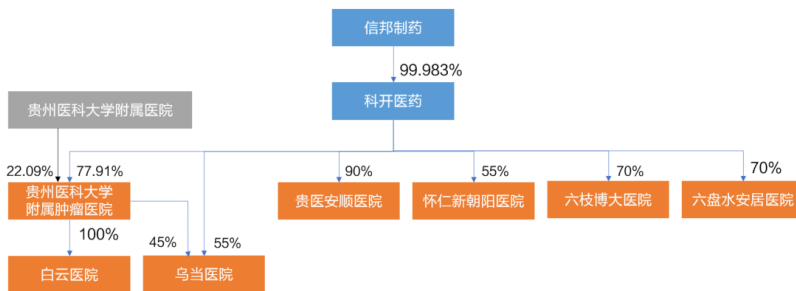 信邦制药
99.983%
科开医药
贵州医科大学附属医院
22.09%
77.91%
90%
55%
70%
70%
贵州医科大学
附属肿瘤医院
贵医安顺医院
怀仁新朝阳医院
六枝博大医院
六盘水安居医院
100%
45%
55%
白云医院
乌当医院